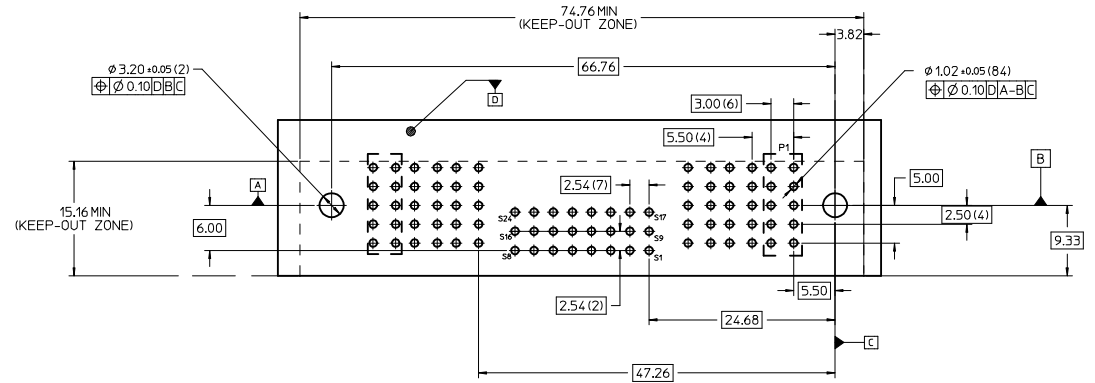 74.76 MIN
(KEEP-OUT ZONE)
3.82
66.76
⌀3.20 ±0.05 (2)
⌖ ⌀ 0.10 D B C
D
⌀1.02 ±0.05 (84)
⌖ ⌀ 0.10 D A-B C
3.00 (6)
5.50 (4)
P1
A
B
2.54 (7)
5.00
15.16 MIN
(KEEP-OUT ZONE)
6.00
S24
S17
2.50 (4)
S16
S9
S8
S1
9.33
2.54 (2)
5.50
24.68
C
47.26